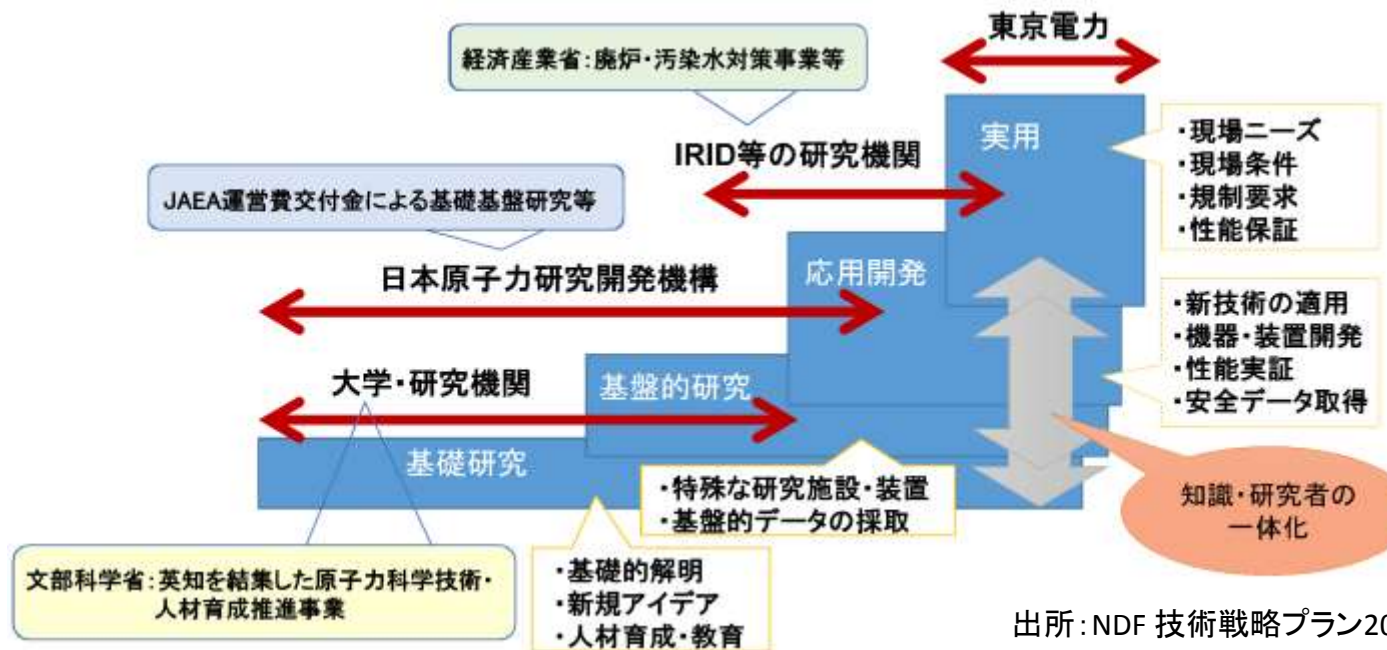 東京電力
経済産業省:廃炉・汚染水対策事業等
実用
・現場ニーズ
・現場条件
・規制要求
・性能保証
IRID等の研究機関
JAEA運営費交付金による基礎基盤研究等
応用開発
日本原子力研究開発機構
・新技術の適用
・機器・装置開発
・性能実証
・安全データ取得
大学・研究機関
基盤的研究
基礎研究
・特殊な研究施設・装置
・基盤的データの採取
知識・研究者の
一体化
文部科学省:英知を結集した原子力科学技術・
人材育成推進事業
・基礎的解明
・新規アイデア
・人材育成・教育
出所:NDF 技術戦略プラン20